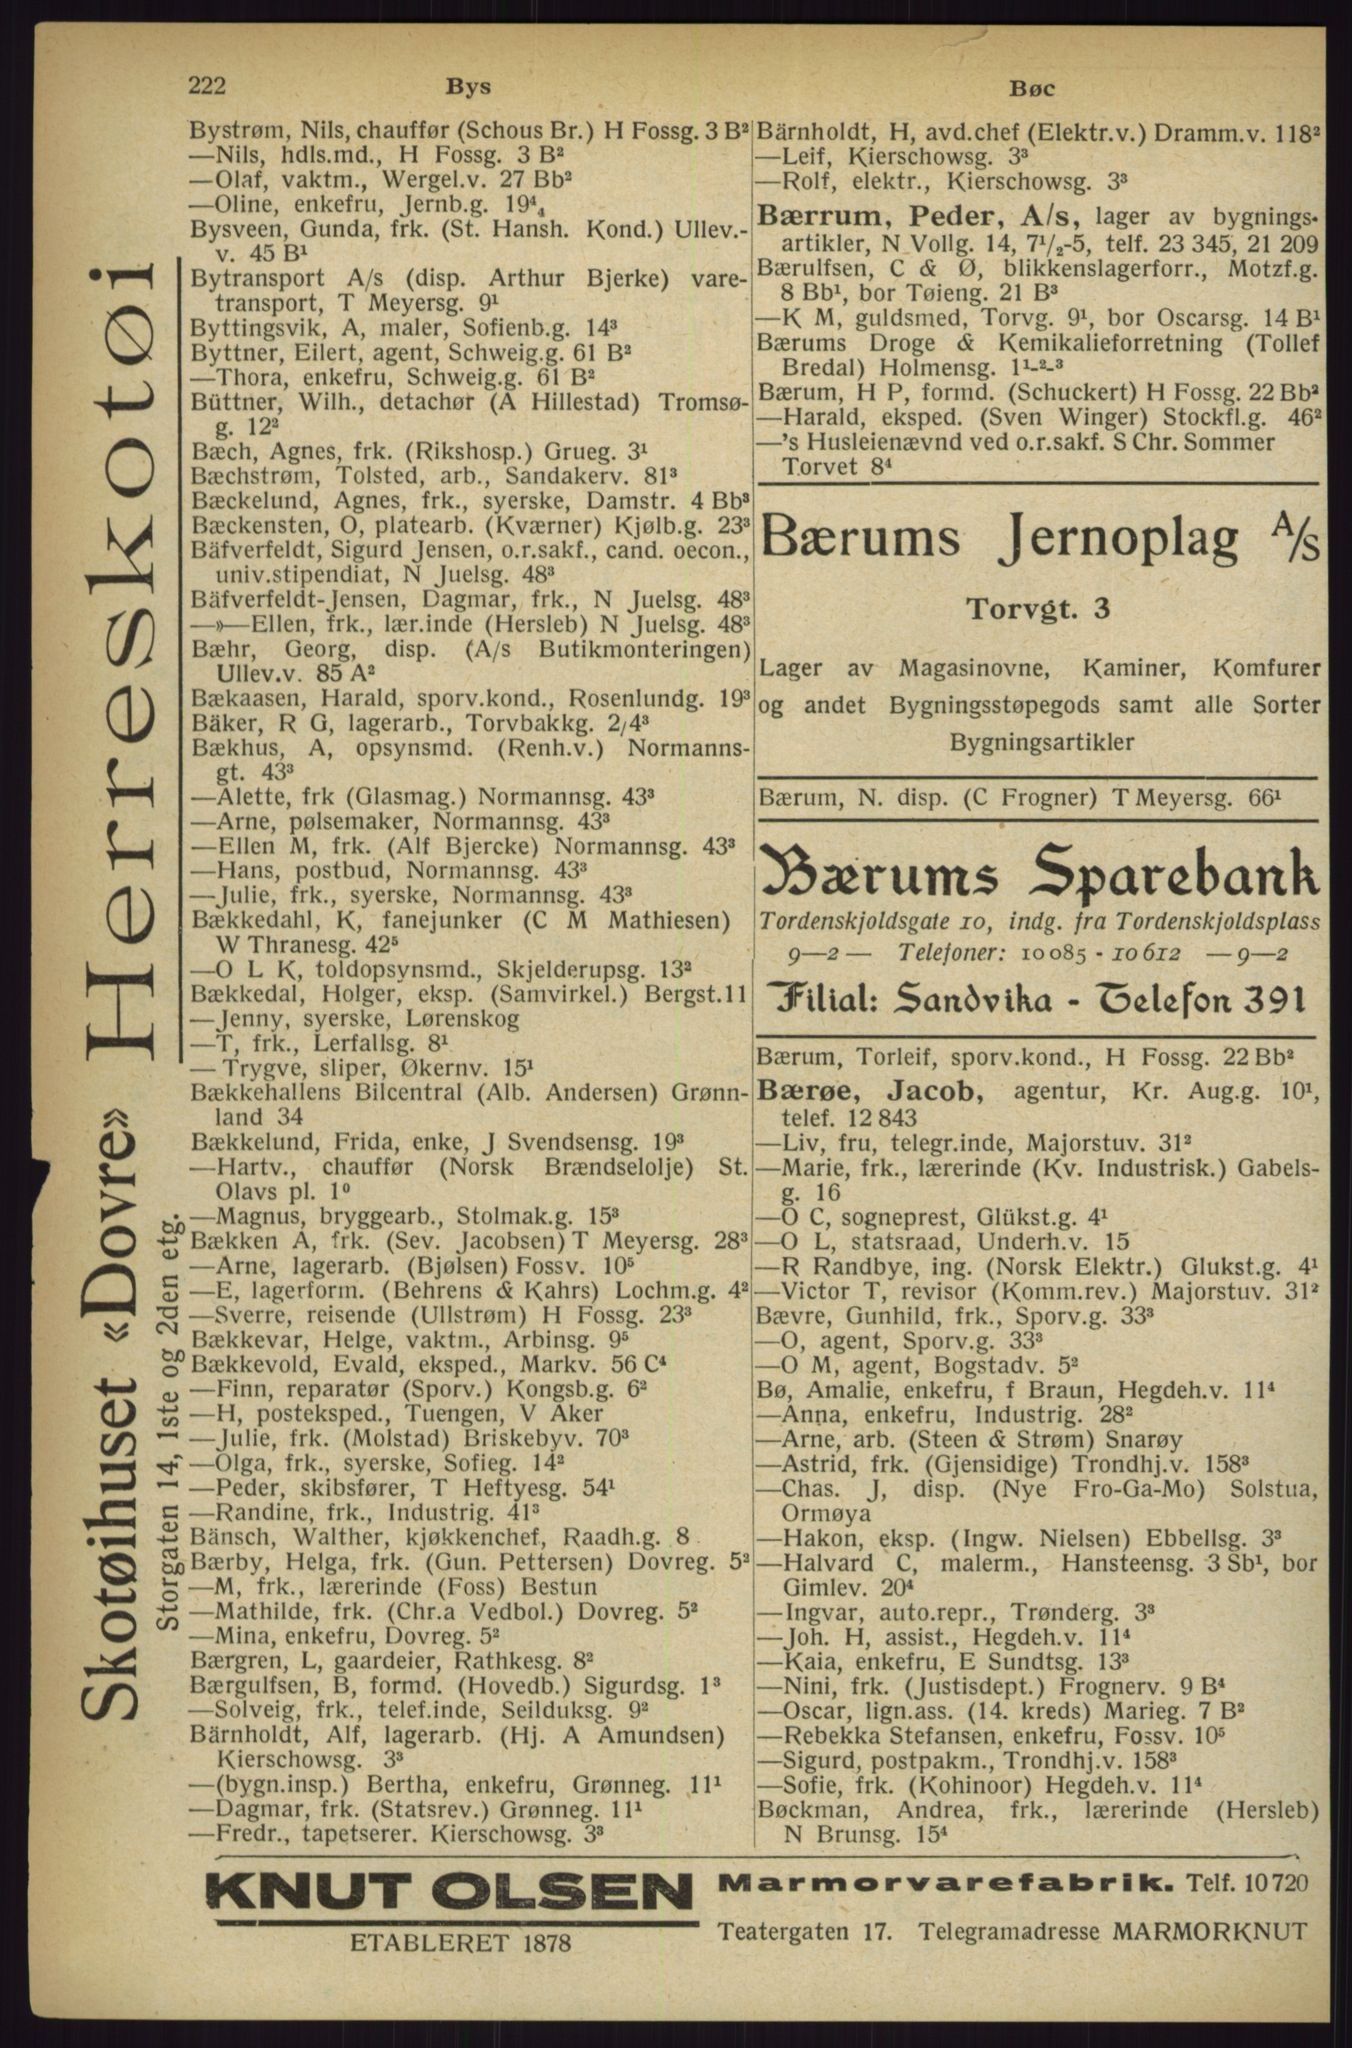 222
Bys
Bøc
Bystrøm, Nils, chauffør (Schous Br.) H Fossg. 3 B²
—Nils, hdls.md., H Fossg. 3 B²
—Olaf, vaktm., Wergel.v. 27 Bb²
—Oline, enkefru, Jernb.g. 19⁴₄
Bysveen, Gunda, frk. (St. Hansh. Kond.) Ullev.-
v. 45 B¹
Bytransport A/s (disp. Arthur Bjerke) vare-
transport, T Meyersg. 9¹
Byttingsvik, A, maler, Sofienb.g. 14³
Byttner, Eilert, agent, Schweig.g. 61 B²
—Thora, enkefru, Schweig.g. 61 B²
Büttner, Wilh., detachør (A Hillestad) Tromsø-
g. 12²
Bæch, Agnes, frk. (Rikshosp.) Grueg. 3¹
Bæchstrøm, Tolsted, arb., Sandakerv. 81³
Bæckelund, Agnes, frk., syerske, Damstr. 4 Bb³
Bæckensten, O, platearb. (Kværner) Kjølb.g. 23³
Bäfverfeldt, Sigurd Jensen, o.r.sakf., cand. oecon.,
univ.stipendiat, N Juelsg. 48³
Bäfverfeldt-Jensen, Dagmar, frk., N Juelsg. 48³
—»—Ellen, frk., lær.inde (Hersleb) N Juelsg. 48³
Bæhr, Georg, disp. (A/s Butikmonteringen)
Ullev.v. 85 A²
Bækaasen, Harald, sporv.kond., Rosenlundg. 19³
Bäker, R G, lagerarb., Torvbakkg. 2/4³
Bækhus, A, opsynsmd. (Renh.v.) Normanns-
gt. 43³
—Alette, frk (Glasmag.) Normannsg. 43³
—Arne, pølsemaker, Normannsg. 43³
—Ellen M, frk. (Alf Bjercke) Normannsg. 43³
—Hans, postbud, Normannsg. 43³
—Julie, frk., syerske, Normannsg. 43³
Bækkedahl, K, fanejunker (C M Mathiesen)
W Thranesg. 42⁵
—O L K, toldopsynsmd., Skjelderupsg. 13²
Bækkedal, Holger, eksp. (Samvirkel.) Bergst.11
—Jenny, syerske, Lørenskog
—T, frk., Lerfallsg. 8¹
—Trygve, sliper, Økernv. 15¹
Bækkehallens Bilcentral (Alb. Andersen) Grønn-
land 34
Bækkelund, Frida, enke, J Svendsensg. 19³
—Hartv., chauffør (Norsk Brændselolje) St.
Olavs pl. 1⁰
—Magnus, bryggearb., Stolmak.g. 15³
Bækken A, frk. (Sev. Jacobsen) T Meyersg. 28³
—Arne, lagerarb. (Bjølsen) Fossv. 10⁵
—E, lagerform. (Behrens & Kahrs) Lochm.g. 4²
—Sverre, reisende (Ullstrøm) H Fossg. 23³
Bækkevar, Helge, vaktm., Arbinsg. 9⁵
Bækkevold, Evald, eksped., Markv. 56 C⁴
—Finn, reparatør (Sporv.) Kongsb.g. 6²
—H, posteksped., Tuengen, V Aker
—Julie, frk. (Molstad) Briskebyv. 70³
—Olga, frk., syerske, Sofieg. 14²
—Peder, skibsfører, T Heftyesg. 54¹
—Randine, frk., Industrig. 41³
Bänsch, Walther, kjøkkenchef, Raadh.g. 8
Bærby, Helga, frk. (Gun. Pettersen) Dovreg. 5²
—M, frk., lærerinde (Foss) Bestun
—Mathilde, frk. (Chr.a Vedbol.) Dovreg. 5²
—Mina, enkefru, Dovreg. 5²
Bærgren, L, gaardeier, Rathkesg. 8²
Bærgulfsen, B, formd. (Hovedb.) Sigurdsg. 1³
—Solveig, frk., telef.inde, Seilduksg. 9²
Bärnholdt, Alf, lagerarb. (Hj. A Amundsen)
Kierschowsg. 3³
—(bygn.insp.) Bertha, enkefru, Grønneg. 11¹
—Dagmar, frk. (Statsrev.) Grønneg. 11¹
—Fredr., tapetserer. Kierschowsg. 3³
Bärnholdt, H, avd.chef (Elektr.v.) Dramm.v. 118²
—Leif, Kierschowsg. 3³
—Rolf, elektr., Kierschowsg. 3³
Bærrum, Peder, A/s, lager av bygnings-
artikler, N Vollg. 14, 7¹/₂-5, telf. 23 345, 21 209
Bærulfsen, C & Ø, blikkenslagerforr., Motzf.g.
8 Bb¹, bor Tøieng. 21 B³
—K M, guldsmed, Torvg. 9¹, bor Oscarsg. 14 B¹
Bærums Droge & Kemikalieforretning (Tollef
Bredal) Holmensg. 1¹-²-³
Bærum, H P, formd. (Schuckert) H Fossg. 22 Bb²
—Harald, eksped. (Sven Winger) Stockfl.g. 46²
—'s Husleienævnd ved o.r.sakf. S Chr. Sommer
Torvet 8⁴
Bærums Jernoplag A/S
Torvgt. 3
Lager av Magasinovne, Kaminer, Komfurer
og andet Bygningsstøpegods samt alle Sorter
Bygningsartikler
Bærum, N. disp. (C Frogner) T Meyersg. 66¹
Bærums Sparebank
Tordenskjoldsgate 10, indg. fra Tordenskjoldsplass
9—2 — Telefoner: 10085 - 10612 — 9—2
Filial: Sandvika - Telefon 391
Bærum, Torleif, sporv.kond., H Fossg. 22 Bb²
Bærøe, Jacob, agentur, Kr. Aug.g. 10¹,
telef. 12 843
—Liv, fru, telegr.inde, Majorstuv. 31²
—Marie, frk., lærerinde (Kv. Industrisk.) Gabels-
g. 16
—O C, sogneprest, Glükst.g. 4¹
—O L, statsraad, Underh.v. 15
—R Randbye, ing. (Norsk Elektr.) Glukst.g. 4¹
—Victor T, revisor (Komm.rev.) Majorstuv. 31²
Bævre, Gunhild, frk., Sporv.g. 33³
—O, agent, Sporv.g. 33³
—O M, agent, Bogstadv. 5²
Bø, Amalie, enkefru, f Braun, Hegdeh.v. 11⁴
—Anna, enkefru, Industrig. 28²
—Arne, arb. (Steen & Strøm) Snarøy
—Astrid, frk. (Gjensidige) Trondhj.v. 158³
—Chas. J, disp. (Nye Fro-Ga-Mo) Solstua,
Ormøya
—Hakon, eksp. (Ingw. Nielsen) Ebbellsg. 3³
—Halvard C, malerm., Hansteensg. 3 Sb¹, bor
Gimlev. 20⁴
—Ingvar, auto.repr., Trønderg. 3³
—Joh. H, assist., Hegdeh.v. 11⁴
—Kaia, enkefru, E Sundtsg. 13³
—Nini, frk. (Justisdept.) Frognerv. 9 B⁴
—Oscar, lign.ass. (14. kreds) Marieg. 7 B²
—Rebekka Stefansen, enkefru, Fossv. 10⁵
—Sigurd, postpakm., Trondhj.v. 158³
—Sofie, frk. (Kohinoor) Hegdeh.v. 11⁴
Bøckman, Andrea, frk., lærerinde (Hersleb)
N Brunsg. 15⁴
Skotøihuset «Dovre» Herreskotøi
Storgaten 14, 1ste og 2den etg.
KNUT OLSEN
ETABLERET 1878
Marmorvarefabrik. Telf. 10 720
Teatergaten 17. Telegramadresse MARMORKNUT